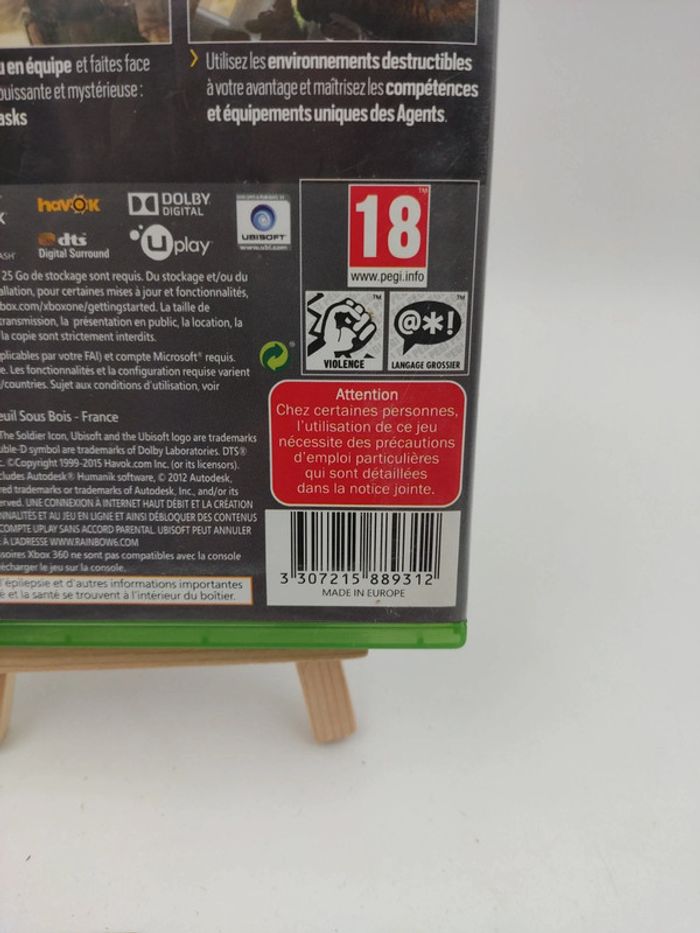 u en équipe et faites face
puissante et mystérieuse :
asks
› Utilisez les environnements destructibles
à votre avantage et maîtrisez les compétences
et équipements uniques des Agents.
HAVOK
DOLBY
DIGITAL
dts
Digital Surround
uplay
UBISOFT
www.ubi.com
18
www.pegi.info
VIOLENCE
@*!
LANGAGE GROSSIER
25 Go de stockage sont requis. Du stockage et/ou du
allation, pour certaines mises à jour et fonctionnalités,
box.com/xboxone/gettingstarted. La taille de
transmission, la présentation en public, la location, la
la copie sont strictement interdits.
plicables par votre FAI) et compte Microsoft® requis.
e. Les fonctionnalités et la configuration requise varient
/countries. Sujet aux conditions d'utilisation, voir
euil Sous Bois - France
The Soldier Icon, Ubisoft and the Ubisoft logo are trademarks
uble-D symbol are trademarks of Dolby Laboratories. DTS®
c. ©Copyright 1999-2015 Havok.com Inc. (or its licensors).
cludes Autodesk® Humanik software, © 2012 Autodesk,
red trademarks or trademarks of Autodesk, Inc., and/or its
erved. UNE CONNEXION À INTERNET HAUT DÉBIT ET LA CRÉATION
NNALITÉS ET AU JEU EN LIGNE ET AINSI DÉBLOQUER DES CONTENUS
COMPTE UPLAY SANS ACCORD PARENTAL. UBISOFT PEUT ANNULER
À L'ADRESSE WWW.RAINBOW6.COM
soires Xbox 360 ne sont pas compatibles avec la console
écharger le jeu sur la console.
l'épilepsie et d'autres informations importantes
é et la santé se trouvent à l'intérieur du boîtier.
Attention
Chez certaines personnes,
l'utilisation de ce jeu
nécessite des précautions
d'emploi particulières
qui sont détaillées
dans la notice jointe.
3 307215 889312
MADE IN EUROPE